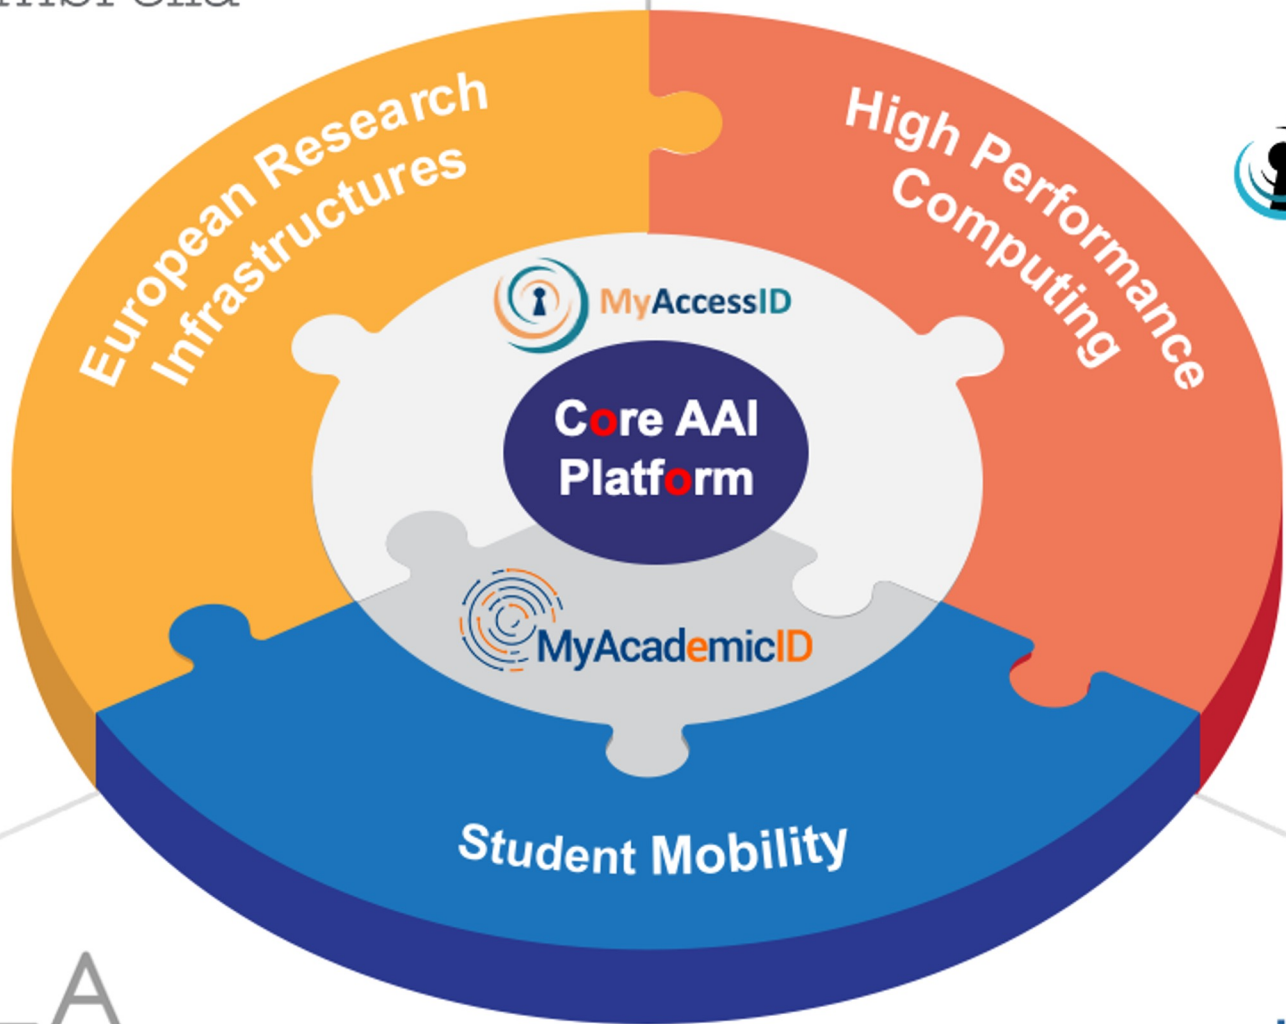 European Research
Infrastructures
High Performance
Computing
MyAccessID
Core AAI
Platform
MyAcademicID
Student Mobility
A